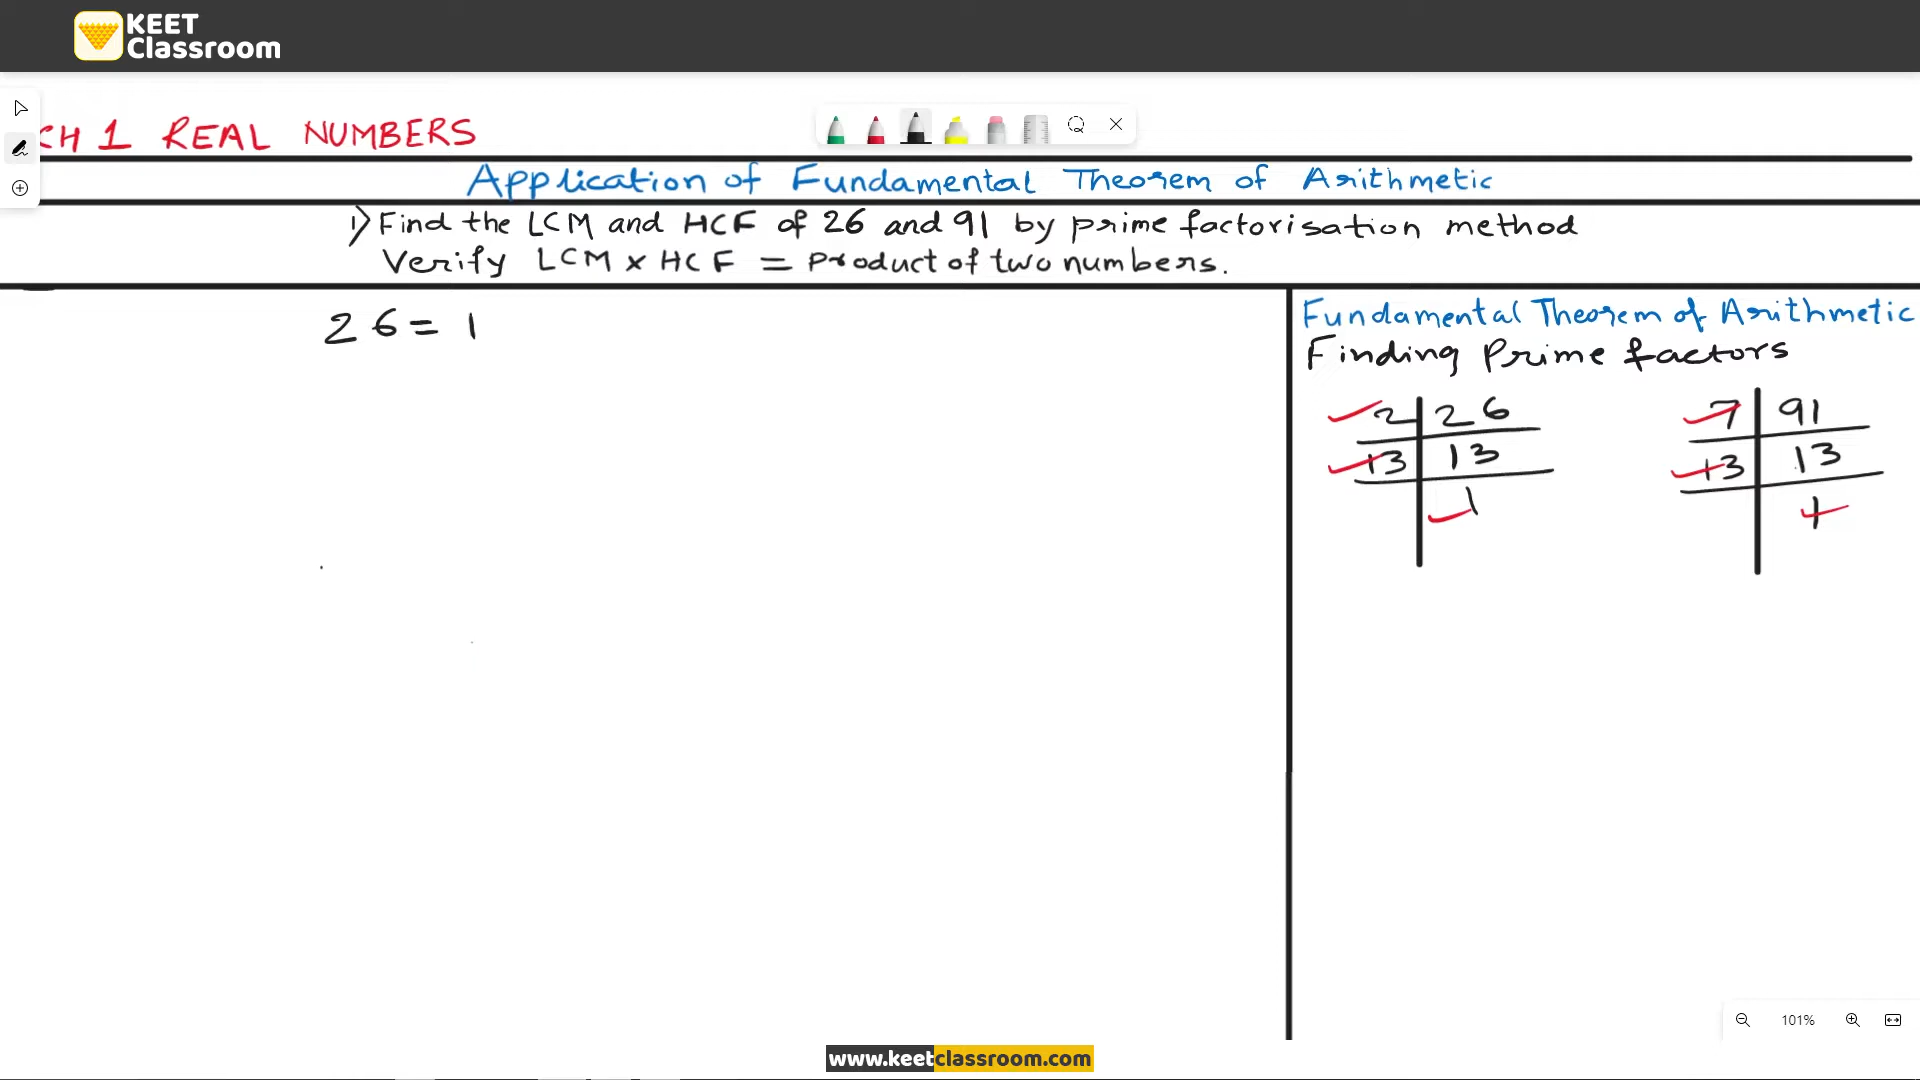 KEET
Classroom
CH 1 REAL NUMBERS
Application of Fundamental Theorem of Arithmetic
1) Find the LCM and HCF of 26 and 91 by prime factorisation method
Verify LCM x HCF = Product of two numbers.
26 = 1
Fundamental Theorem of Arithmetic
Finding Prime factors
2 | 26
13 | 13
1
7 | 91
13 | 13
1
101%
www.keetclassroom.com